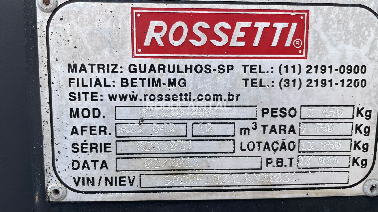 ROSSETTI®
MATRIZ: GUARULHOS-SP TEL.: (11) 2191-0900
FILIAL: BETIM-MG TEL.: (31) 2191-1200
SITE: www.rossetti.com.br
MOD. PESO Kg
AFER. m³ TARA Kg
SÉRIE LOTAÇÃO Kg
DATA P.B.T Kg
VIN/NIEV